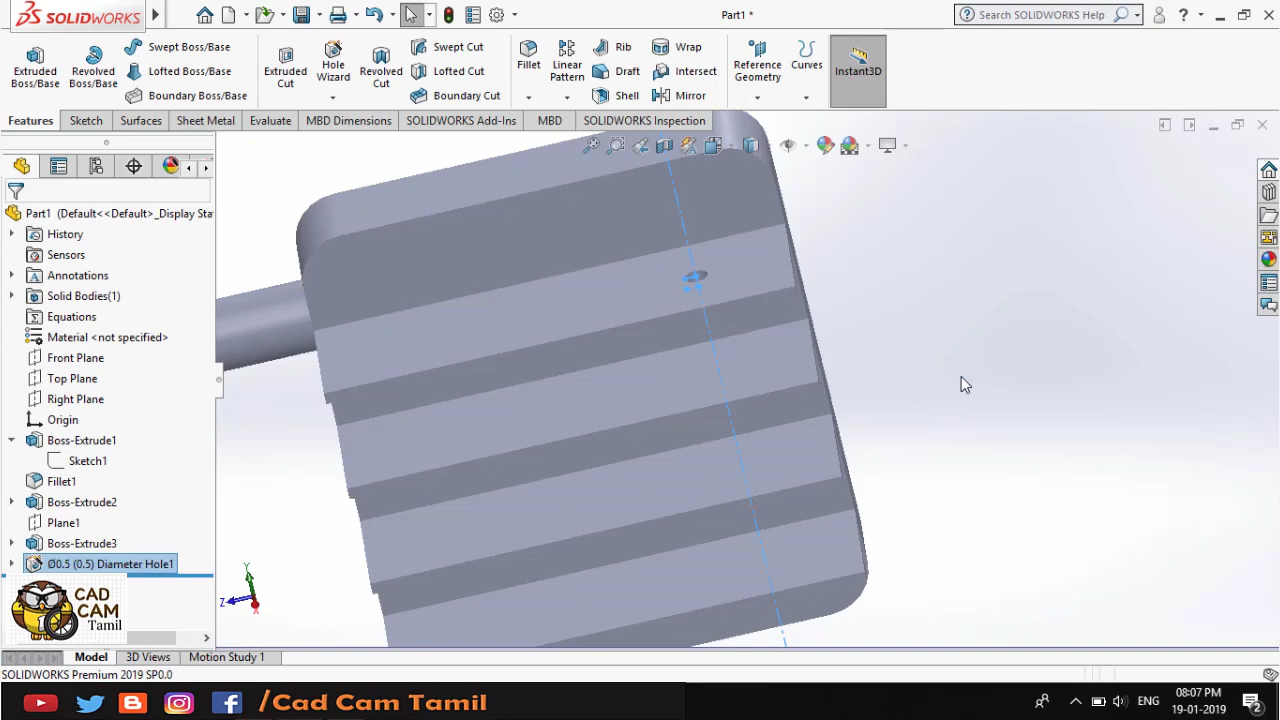 SOLIDWORKS
Part1 *
Search SOLIDWORKS Help
Extruded Boss/Base
Revolved Boss/Base
Swept Boss/Base
Lofted Boss/Base
Boundary Boss/Base
Extruded Cut
Hole Wizard
Revolved Cut
Swept Cut
Lofted Cut
Boundary Cut
Fillet
Linear Pattern
Rib
Draft
Shell
Wrap
Intersect
Mirror
Reference Geometry
Curves
Instant3D
Features
Sketch
Surfaces
Sheet Metal
Evaluate
MBD Dimensions
SOLIDWORKS Add-Ins
MBD
SOLIDWORKS Inspection
Part1 (Default<<Default>_Display Sta
History
Sensors
Annotations
Solid Bodies(1)
Equations
Material <not specified>
Front Plane
Top Plane
Right Plane
Origin
Boss-Extrude1
Sketch1
Fillet1
Boss-Extrude2
Plane1
Boss-Extrude3
Ø0.5 (0.5) Diameter Hole1
CAD
CAM
Tamil
Y
Z
X
Model
3D Views
Motion Study 1
SOLIDWORKS Premium 2019 SP0.0
/Cad Cam Tamil
ENG
08:07 PM
19-01-2019
2